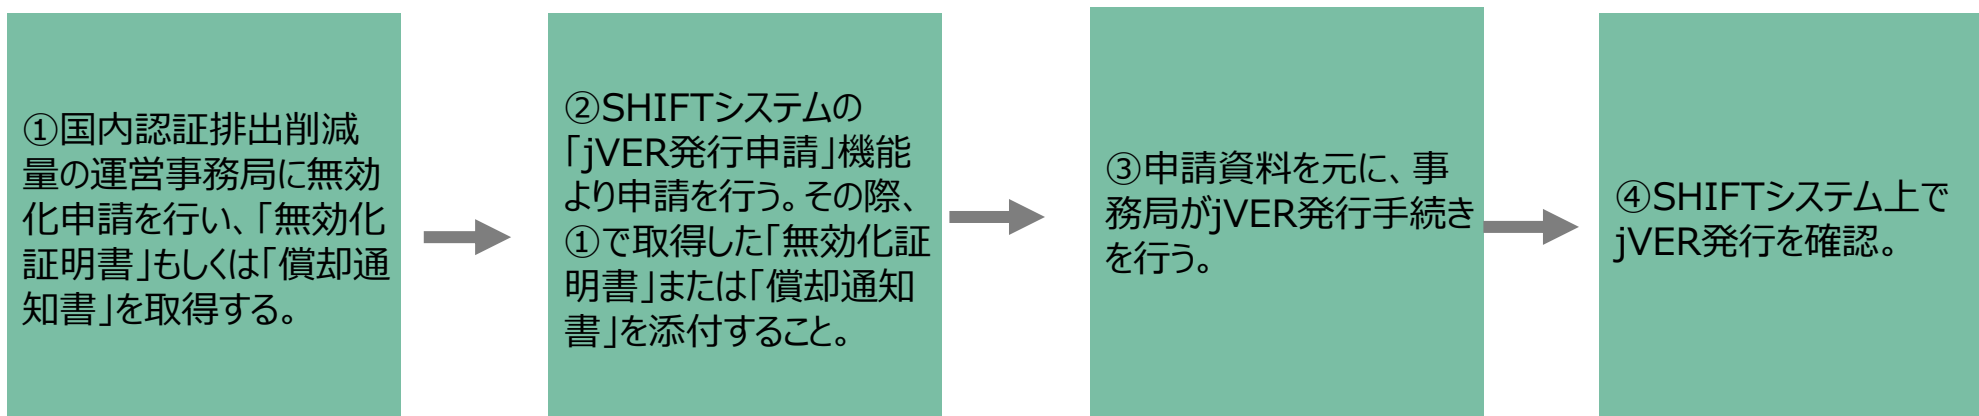 ①国内認証排出削減
量の運営事務局に無効
化申請を行い、「無効化
証明書」もしくは「償却通
知書」を取得する。
②SHIFTシステムの
「jVER発行申請」機能
より申請を行う。その際、
①で取得した「無効化証
明書」または「償却通知
書」を添付すること。
③申請資料を元に、事
務局がjVER発行手続き
を行う。
④SHIFTシステム上で
jVER発行を確認。